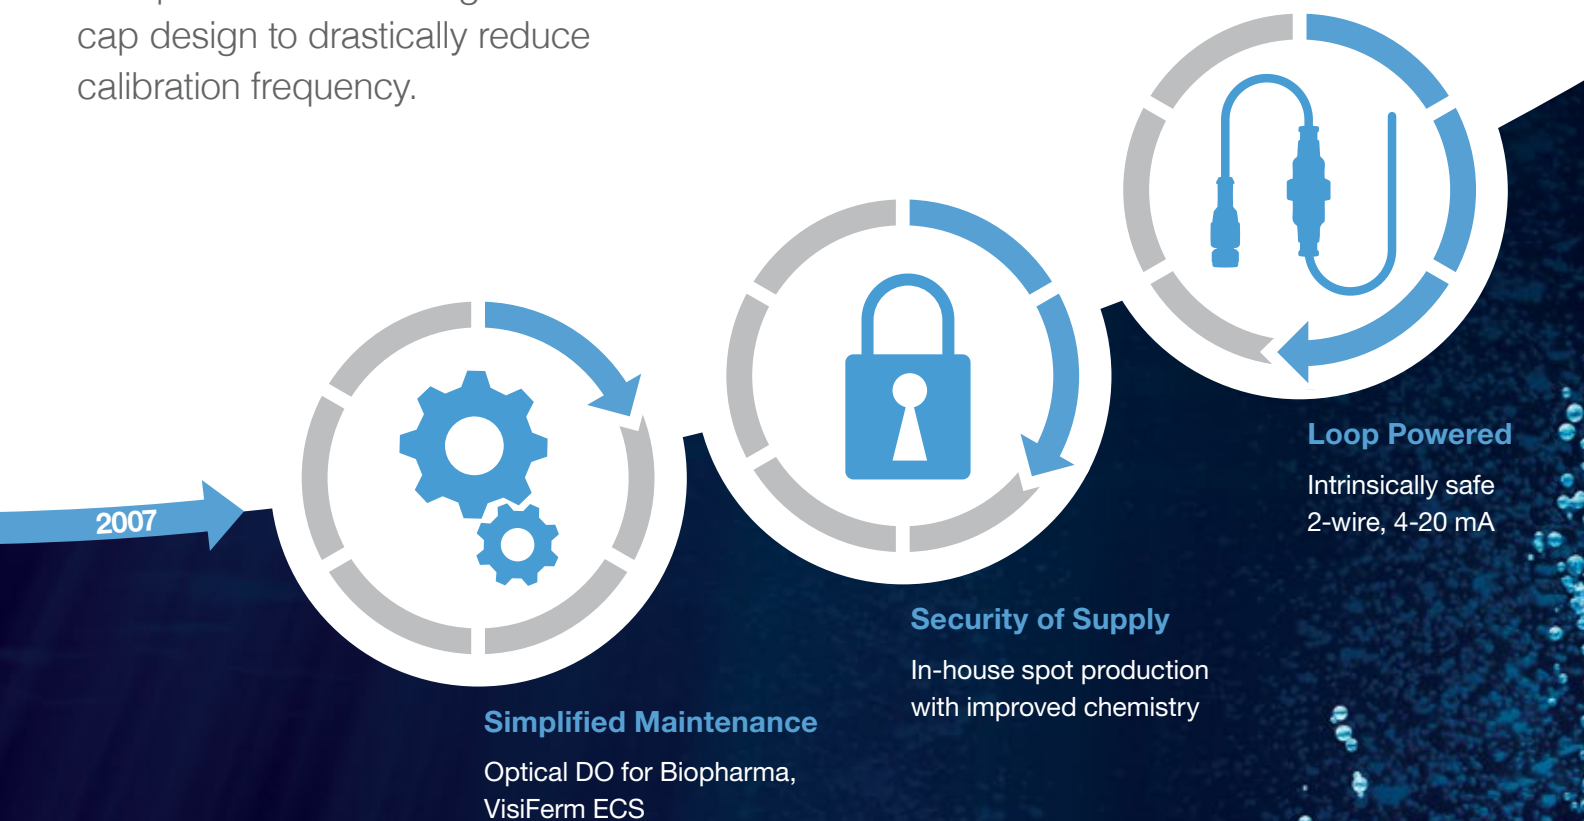 cap design to drastically reduce
calibration frequency.
2007
Loop Powered
Intrinsically safe
2-wire, 4-20 mA
Security of Supply
In-house spot production
with improved chemistry
Simplified Maintenance
Optical DO for Biopharma,
VisiFerm ECS